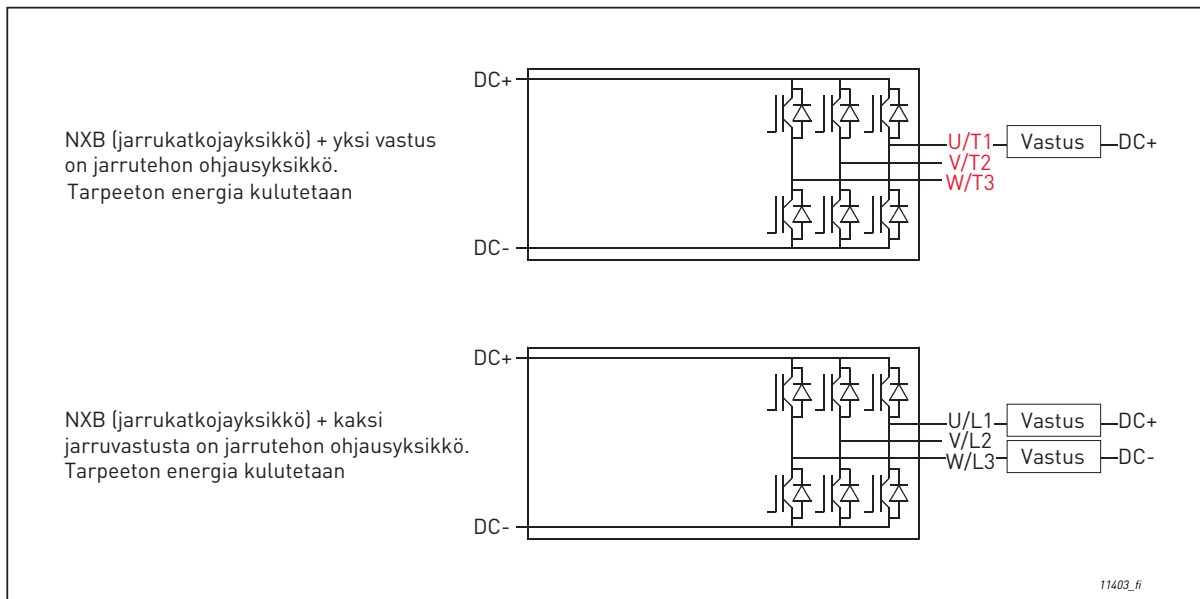 DC+
NXB (jarrukatkojayksikkö) + yksi vastus
on jarrutehon ohjausyksikkö.
Tarpeeton energia kulutetaan
U/T1 Vastus DC+
V/T2
W/T3
DC-
DC+
NXB (jarrukatkojayksikkö) + kaksi
jarruvastusta on jarrutehon ohjausyksikkö.
Tarpeeton energia kulutetaan
U/L1 Vastus DC+
V/L2
W/L3 Vastus DC-
DC-
11403_fi